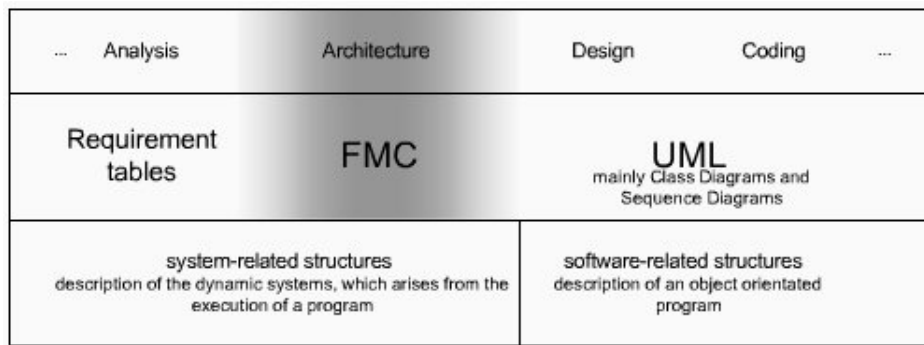 ... Analysis Architecture Design Coding ...
Requirement
tables
FMC
UML
mainly Class Diagrams and
Sequence Diagrams
system-related structures
description of the dynamic systems, which arises from the
execution of a program
software-related structures
description of an object orientated
program